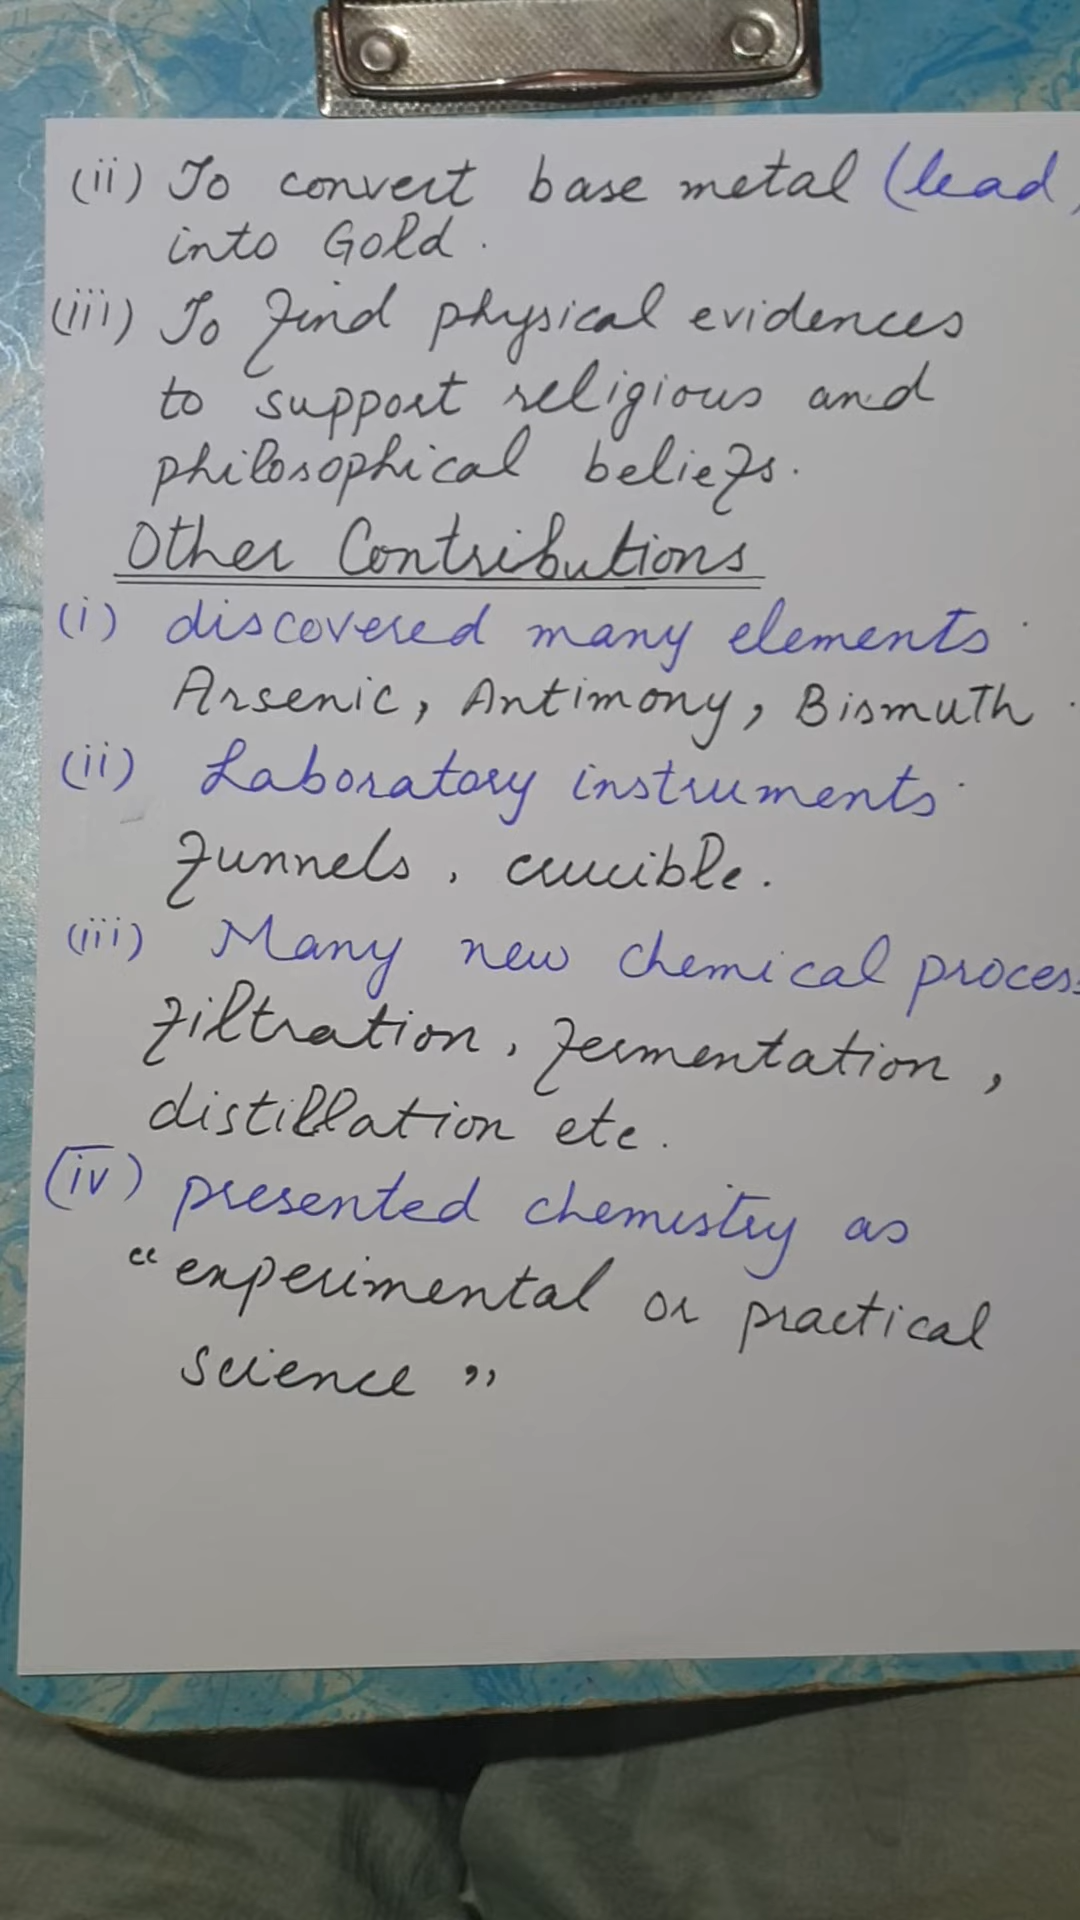 (ii) To convert base metal (lead,
into Gold.
(iii) To find physical evidences
to support religious and
philosophical beliefs.
Other Contributions
(i) discovered many elements
Arsenic, Antimony, Bismuth.
(ii) Laboratory instruments
funnels, crucible.
(iii) Many new chemical process
filtration, fermentation,
distillation etc.
(iv) presented chemistry as
"experimental or practical
science"